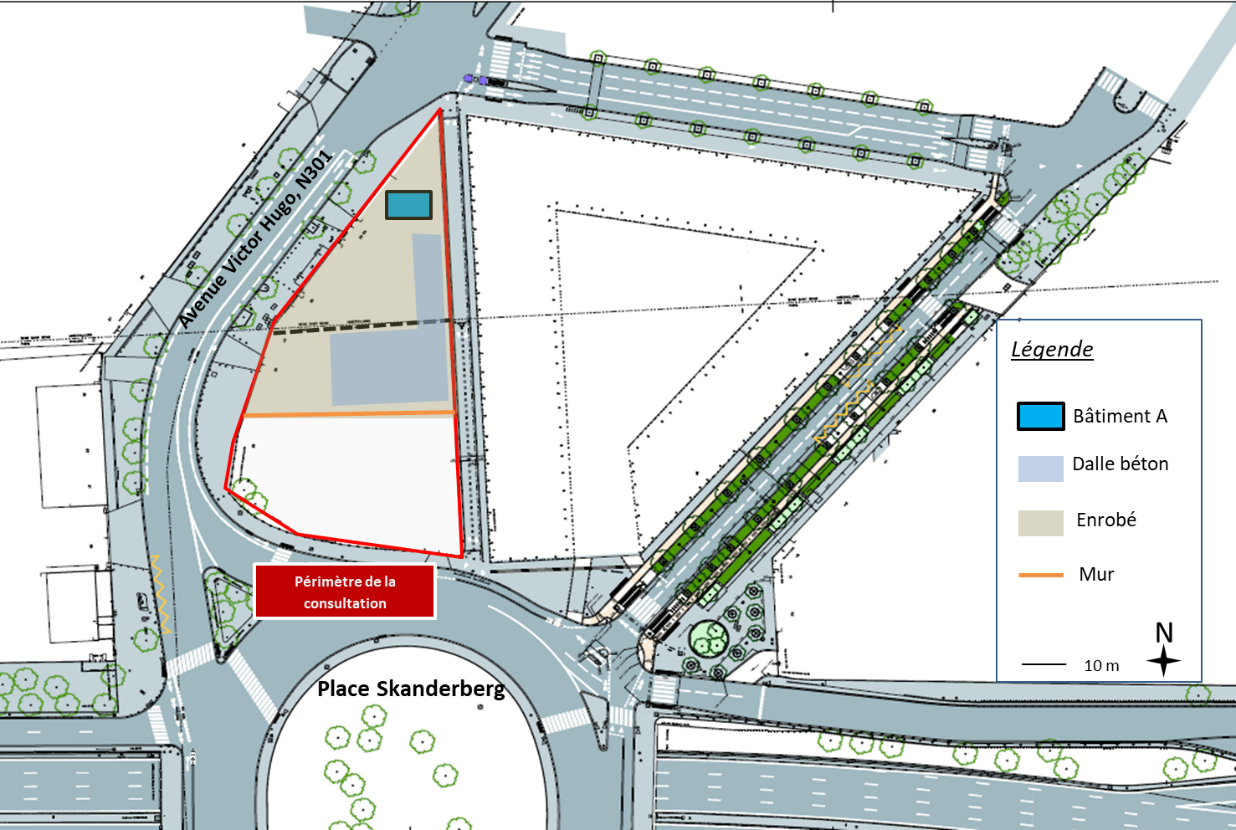 Avenue Victor Hugo, N301
Périmètre de la
consultation
Place Skanderberg
Légende
Bâtiment A
Dalle béton
Enrobé
Mur
N
10 m